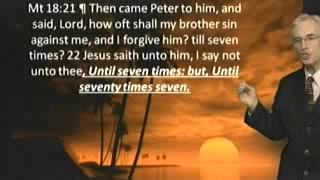 Mt 18:21 ¶ Then came Peter to him, and
said, Lord, how oft shall my brother sin
against me, and I forgive him? till seven
times? 22 Jesus saith unto him, I say not
unto thee, Until seven times: but, Until
seventy times seven.